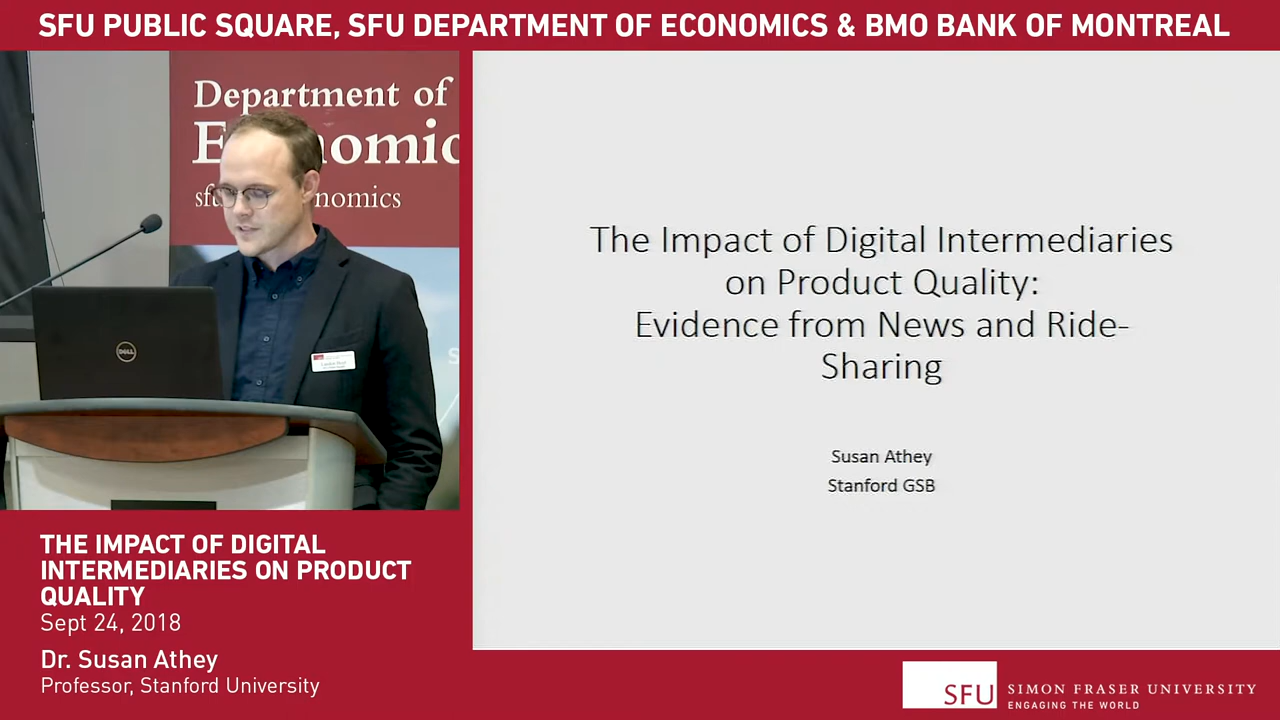 SFU PUBLIC SQUARE, SFU DEPARTMENT OF ECONOMICS & BMO BANK OF MONTREAL
Department of
DELL
The Impact of Digital Intermediaries
on Product Quality:
Evidence from News and Ride-
Sharing
Susan Athey
Stanford GSB
THE IMPACT OF DIGITAL
INTERMEDIARIES ON PRODUCT
QUALITY
Sept 24, 2018
Dr. Susan Athey
Professor, Stanford University
SFU
SIMON FRASER UNIVERSITY
ENGAGING THE WORLD